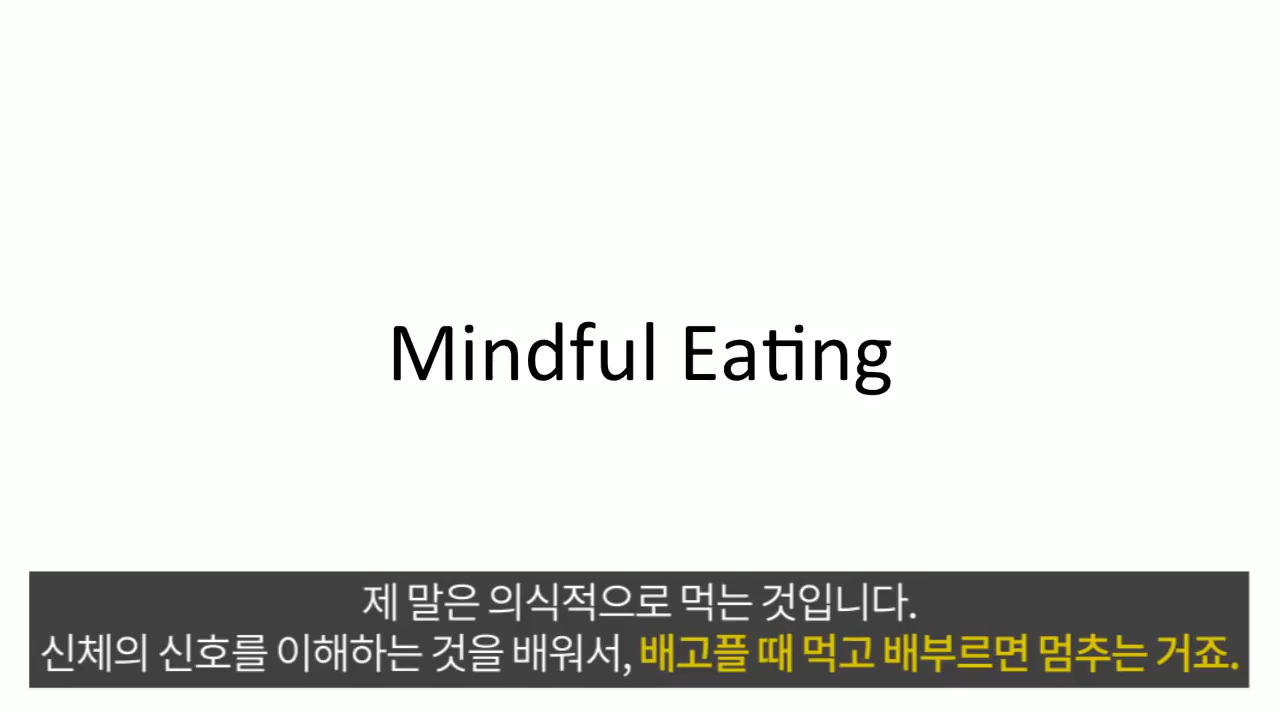 Mindful Eating
제 말은 의식적으로 먹는 것입니다.
신체의 신호를 이해하는 것을 배워서, 배고플 때 먹고 배부르면 멈추는 거죠.